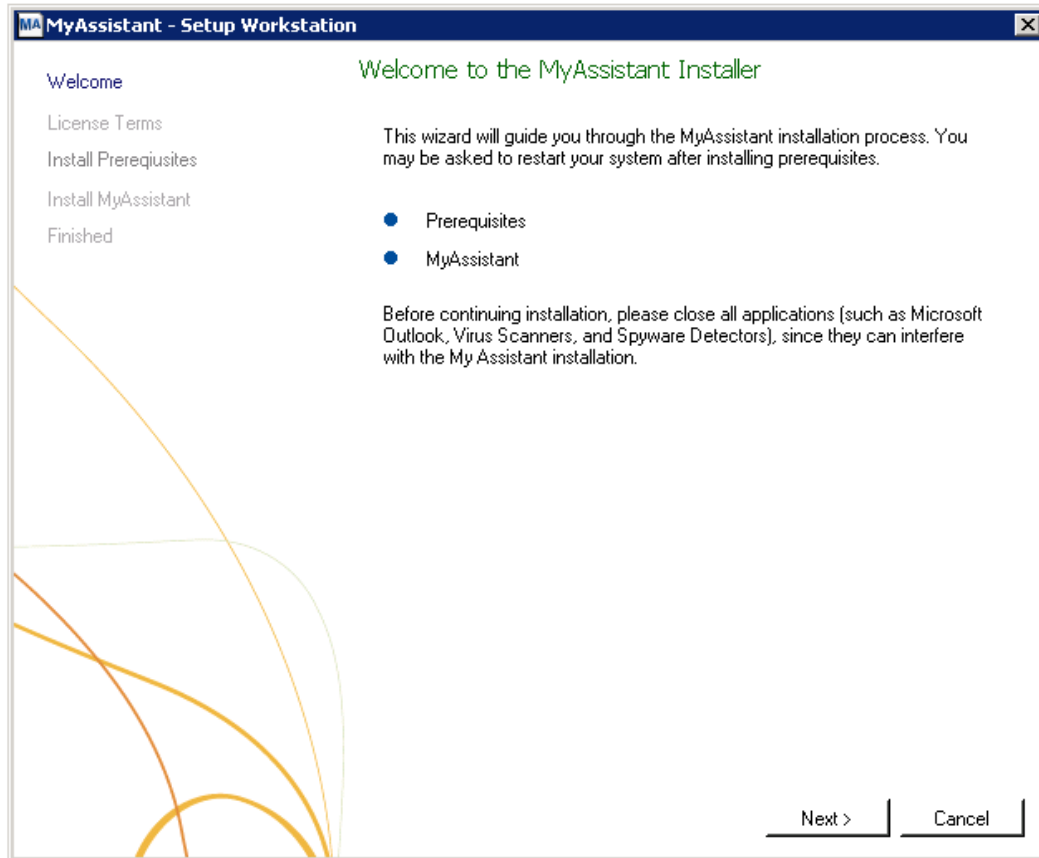 MA MyAssistant - Setup Workstation
Welcome
License Terms
Install Prereqiusites
Install MyAssistant
Finished
Welcome to the MyAssistant Installer
This wizard will guide you through the MyAssistant installation process. You
may be asked to restart your system after installing prerequisites.
Prerequisites
MyAssistant
Before continuing installation, please close all applications (such as Microsoft
Outlook, Virus Scanners, and Spyware Detectors), since they can interfere
with the My Assistant installation.
Next >
Cancel